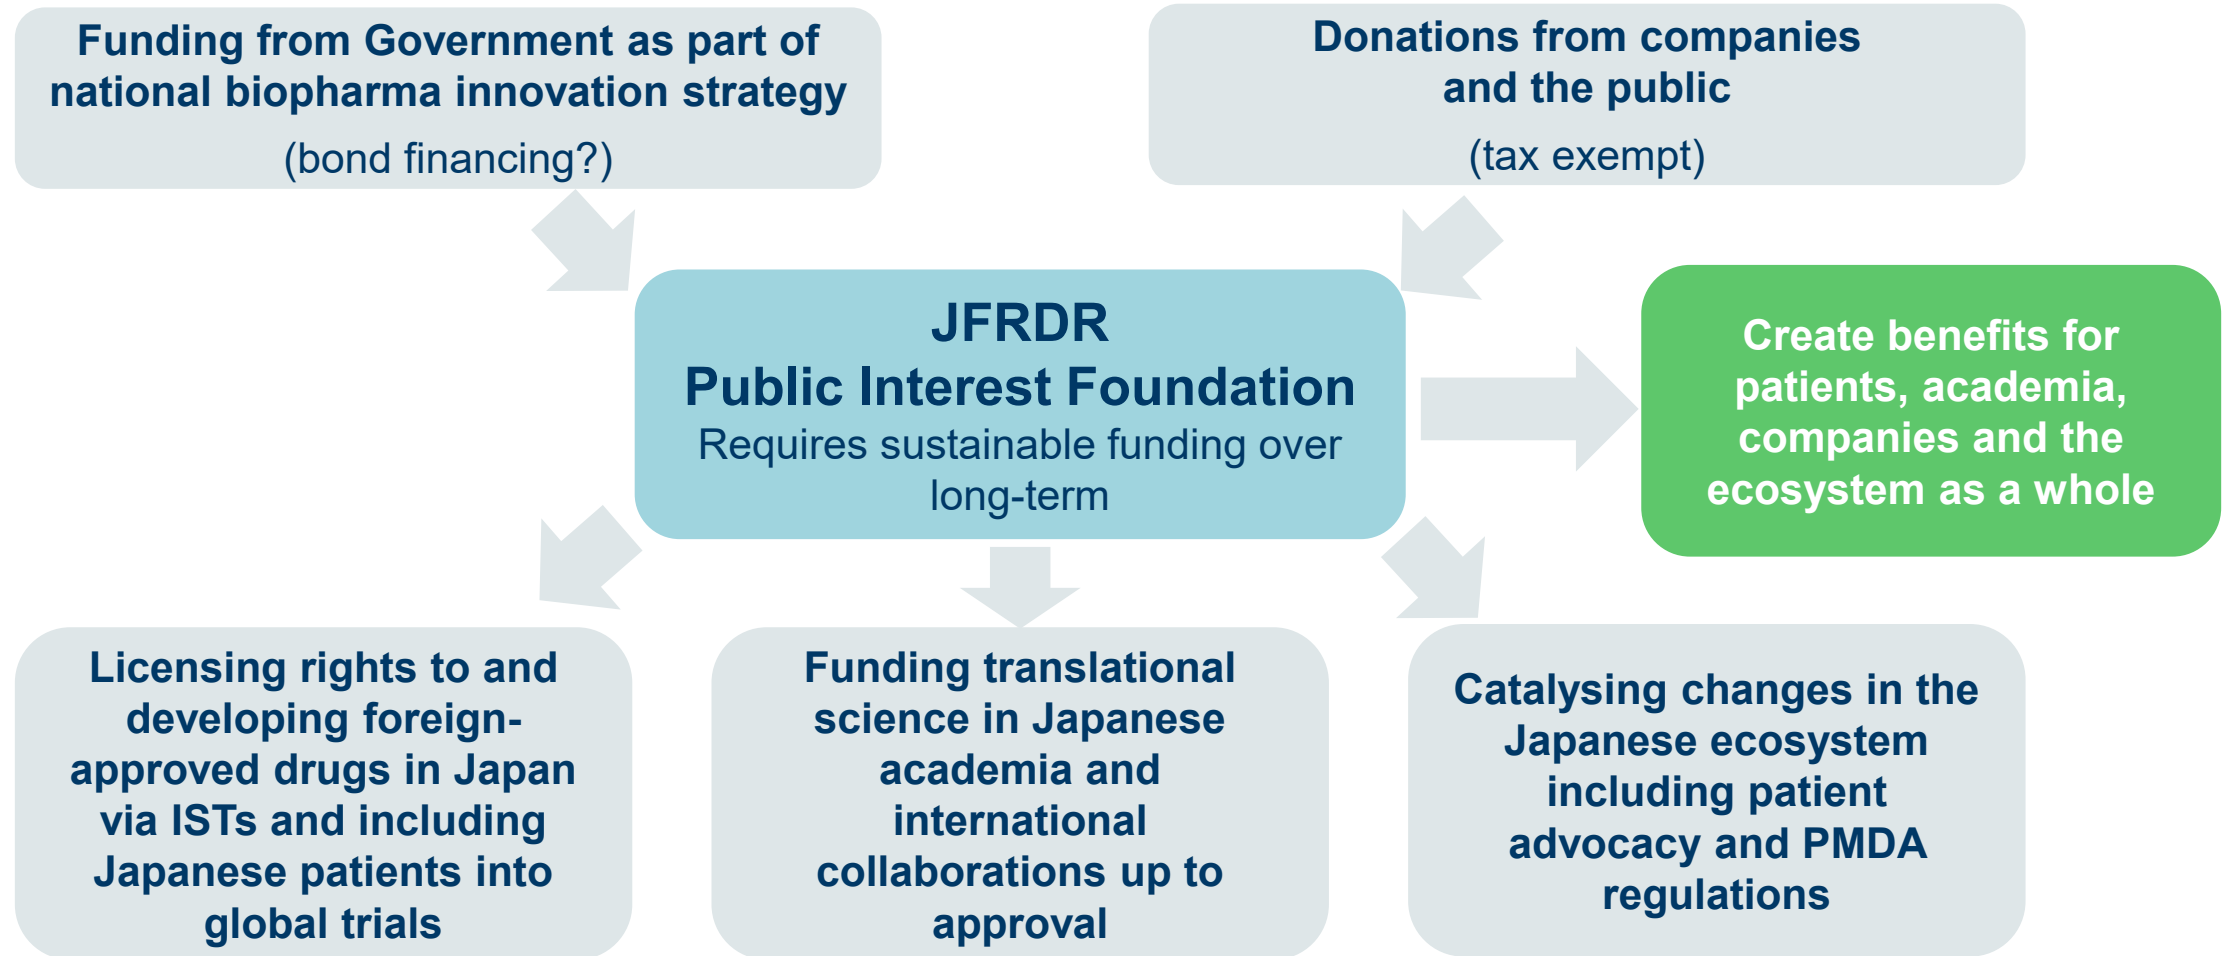 Funding from Government as part of
national biopharma innovation strategy
(bond financing?)
Donations from companies
and the public
(tax exempt)
JFRDR
Public Interest Foundation
Requires sustainable funding over
long-term
Create benefits for
patients, academia,
companies and the
ecosystem as a whole
Licensing rights to and
developing foreign-
approved drugs in Japan
via ISTs and including
Japanese patients into
global trials
Funding translational
science in Japanese
academia and
international
collaborations up to
approval
Catalysing changes in the
Japanese ecosystem
including patient
advocacy and PMDA
regulations